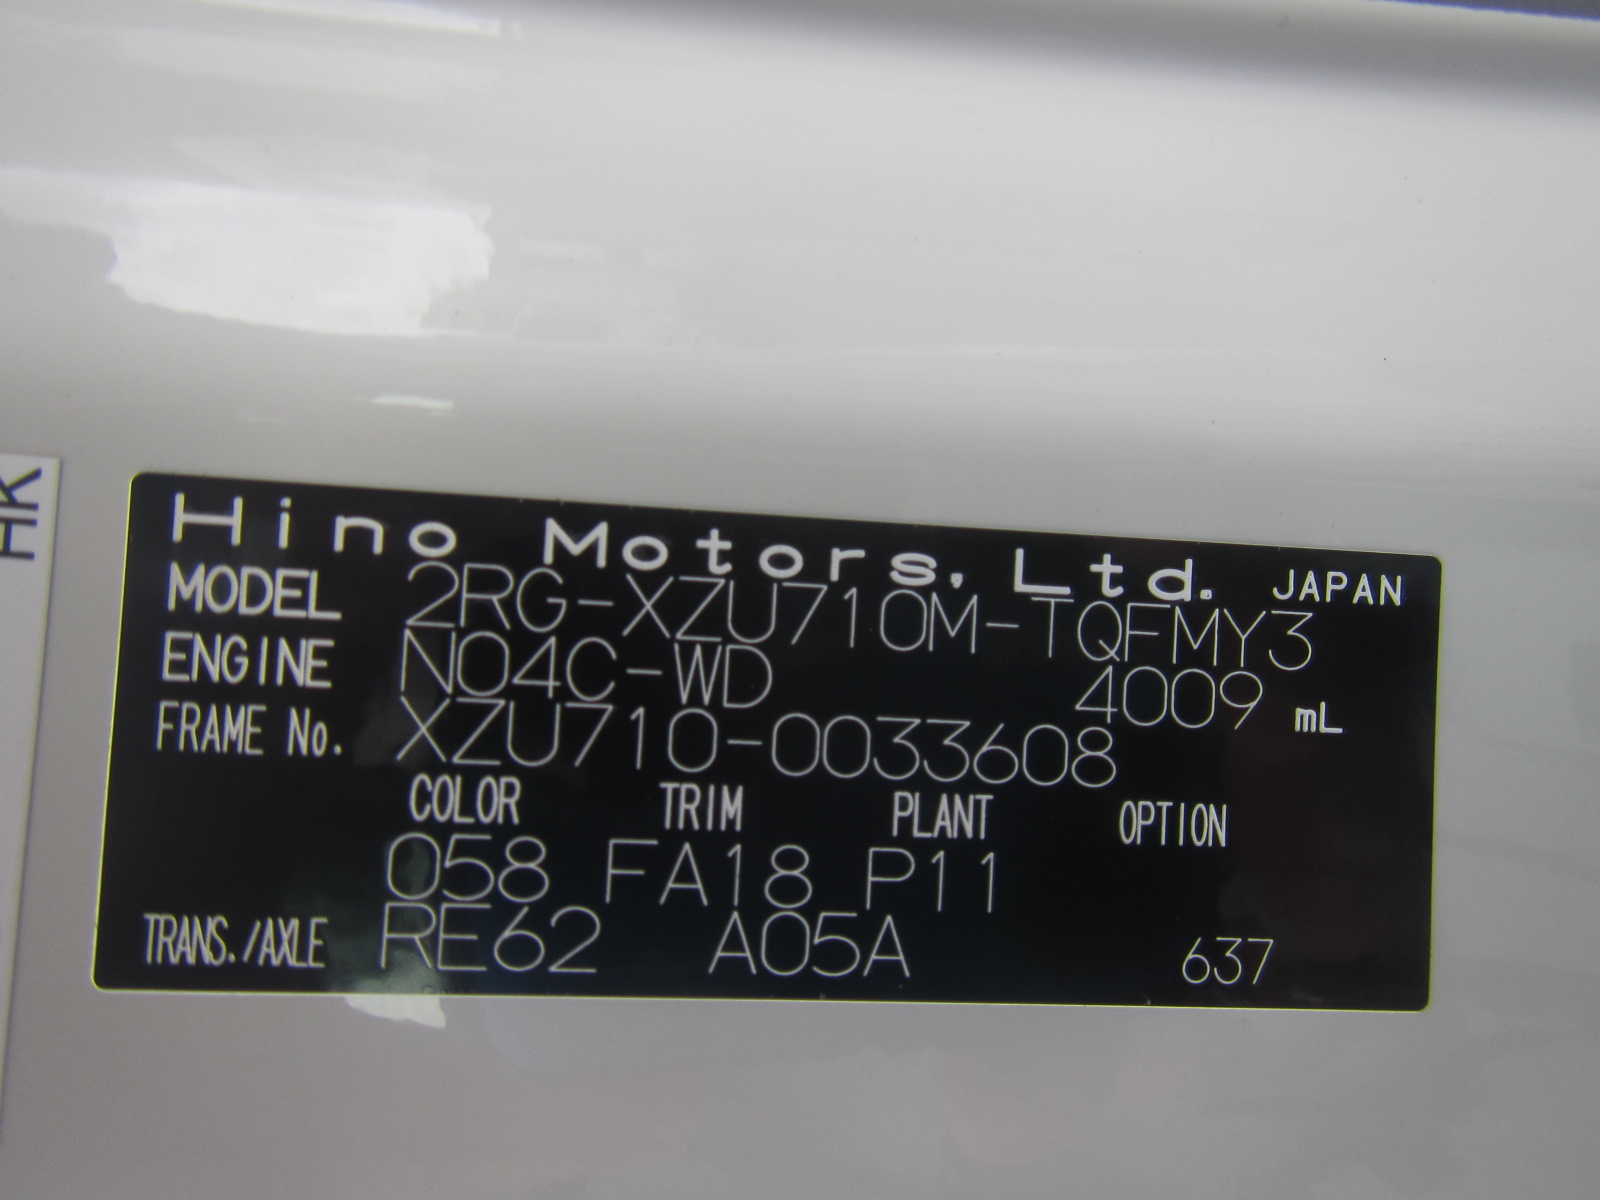 HK
Hino Motors, Ltd. JAPAN
MODEL 2RG-XZU710M-TQFMY3
ENGINE N04C-WD 4009 mL
FRAME No. XZU710-0033608
COLOR TRIM PLANT OPTION
058 FA18 P11
TRANS./AXLE RE62 A05A 637